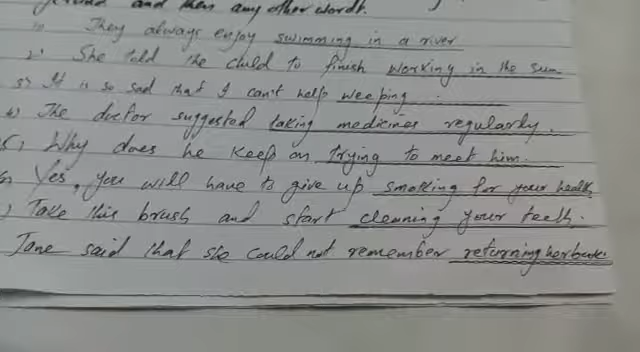 gerund and then any other words.
1) They always enjoy swimming in a river
2) She told the child to finish working in the sun
3) It is so sad that I can't help weeping
4) The doctor suggested taking medicines regularly.
5) Why does he keep on trying to meet him.
6) Yes, you will have to give up smoking for your health
) Take this brush and start cleaning your teeth.
Jane said that she could not remember returning her book.